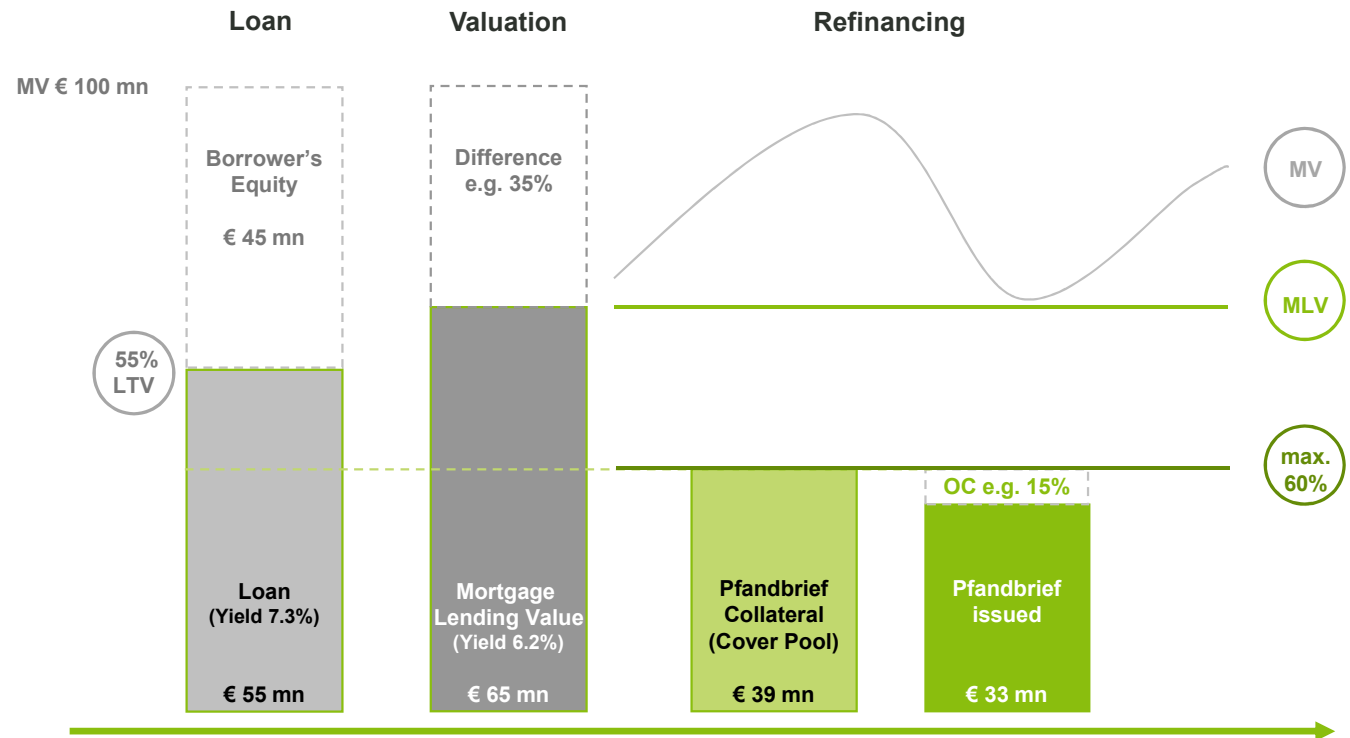 Loan
Valuation
Refinancing
MV € 100 mn
Borrower's
Equity
€ 45 mn
Difference
e.g. 35%
MV
MLV
55%
LTV
max.
60%
OC e.g. 15%
Loan
(Yield 7.3%)
€ 55 mn
Mortgage
Lending Value
(Yield 6.2%)
€ 65 mn
Pfandbrief
Collateral
(Cover Pool)
€ 39 mn
Pfandbrief
issued
€ 33 mn